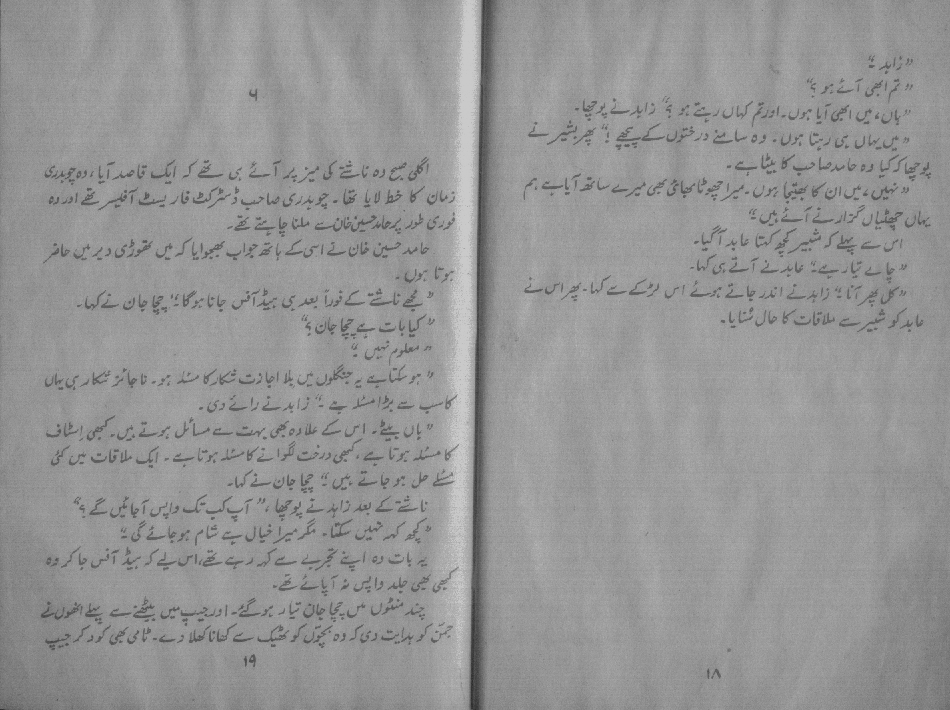 "زاہد۔"
"تم ابھی آئے ہو؟"
"ہاں، میں ابھی آیا ہوں۔ اور تم کہاں رہتے ہو؟" زاہد نے پوچھا۔
"میں یہاں ہی رہتا ہوں۔ وہ سامنے درختوں کے پیچھے!" پھر بشیر نے
پوچھا کہ کیا وہ حامد صاحب کا بیٹا ہے۔
"نہیں، میں ان کا بھتیجا ہوں۔ میرا چھوٹا بھائی بھی میرے ساتھ آیا ہے ہم
یہاں چھٹیاں گزارنے آئے ہیں۔"
اس سے پہلے کہ شبیر کچھ کہتا عابد آگیا۔
"چائے تیار ہے۔" عابد نے آتے ہی کہا۔
"کل پھر آنا۔" زاہد نے اندر جاتے ہوئے اس لڑکے سے کہا۔ پھر اس نے
عابد کو شبیر سے ملاقات کا حال سُنایا۔
۱۸
۶
اگلی صبح وہ ناشتے کی میز پر آئے ہی تھے کہ ایک قاصد آیا، وہ چوہدری
زمان کا خط لایا تھا۔ چوہدری صاحب ڈسٹرکٹ فاریسٹ آفیسر تھے اور وہ
فوری طور پر حامد حسین خان سے ملنا چاہتے تھے۔
حامد حسین خان نے اسی کے ہاتھ جواب بھجوایا کہ میں تھوڑی دیر میں حاضر
ہوتا ہوں۔
"مجھے ناشتے کے فوراً بعد ہی ہیڈ آفس جانا ہوگا۔" چچا جان نے کہا۔
"کیا بات ہے چچا جان؟"
"معلوم نہیں۔"
"ہو سکتا ہے یہ جنگلوں میں بلا اجازت شکار کا مسئلہ ہو۔ ناجائز شکار ہی یہاں
کا سب سے بڑا مسئلہ ہے۔" زاہد نے رائے دی۔
"ہاں بیٹے۔ اس کے علاوہ بھی بہت سے مسائل ہوتے ہیں۔ کبھی اسٹاف
کا مسئلہ ہوتا ہے، کبھی درخت لگوانے کا مسئلہ ہوتا ہے۔ ایک ملاقات میں کئی
مسئلے حل ہو جاتے ہیں۔" چچا جان نے کہا۔
ناشتے کے بعد زاہد نے پوچھا، "آپ کب تک واپس آجائیں گے؟"
"کچھ کہہ نہیں سکتا۔ مگر میرا خیال ہے شام ہو جائے گی۔"
یہ بات وہ اپنے تجربے سے کہہ رہے تھے، اس لیے کہ ہیڈ آفس جا کر وہ
کبھی بھی جلد واپس نہ آپائے تھے۔
چند منٹوں میں چچا جان تیار ہوگئے۔ اور جیپ میں بیٹھنے سے پہلے انھوں نے
جمّن کو ہدایت دی کہ وہ بچّوں کو ٹھیک سے کھانا کھلا دے۔ ٹامی بھی کود کر جیپ
۱۹